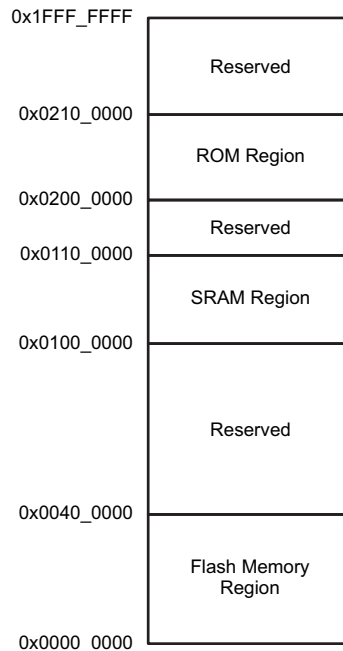 0x1FFF_FFFF
Reserved
0x0210_0000
ROM Region
0x0200_0000
Reserved
0x0110_0000
SRAM Region
0x0100_0000
Reserved
0x0040_0000
Flash Memory
Region
0x0000_0000